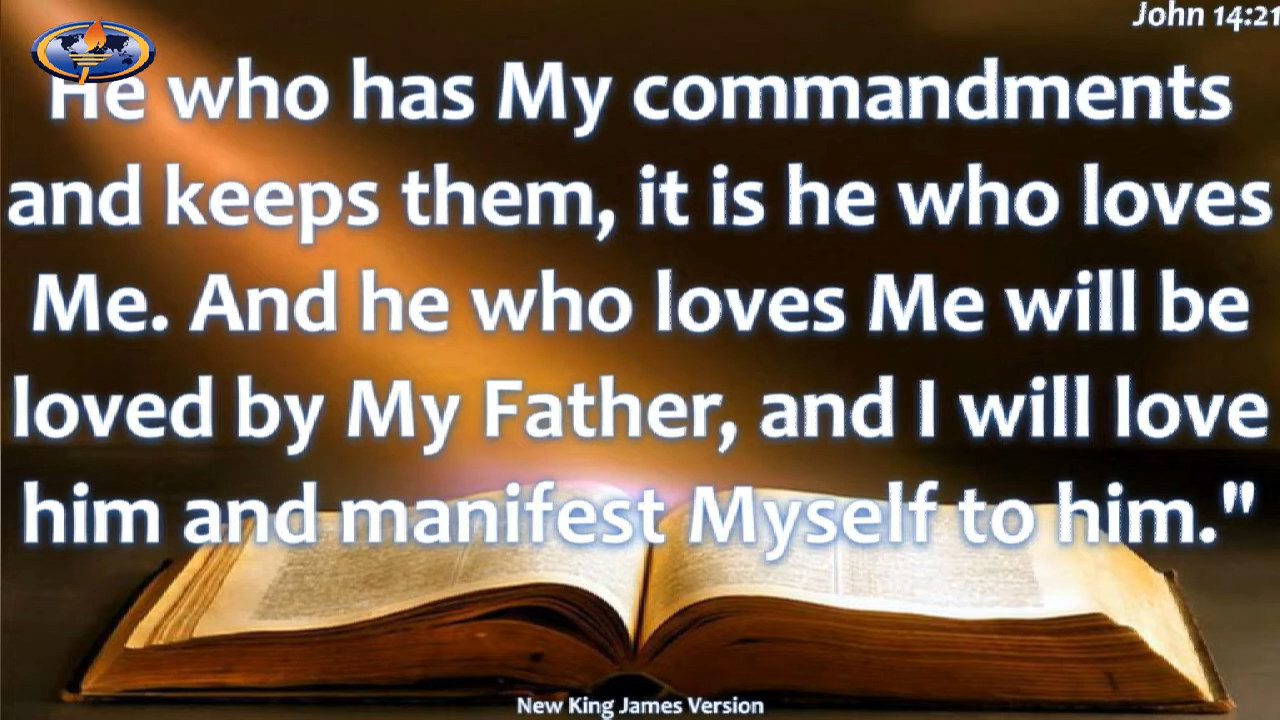 John 14:21
He who has My commandments
and keeps them, it is he who loves
Me. And he who loves Me will be
loved by My Father, and I will love
him and manifest Myself to him."
New King James Version